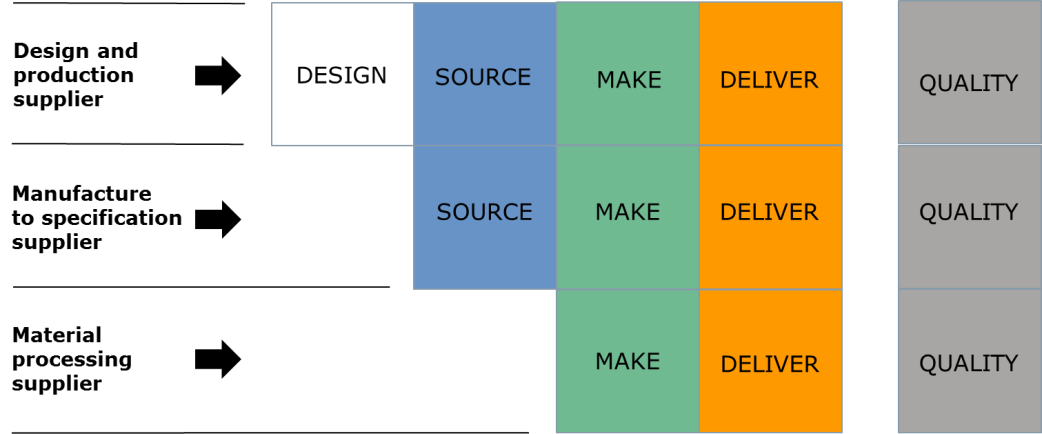 Design and
production
supplier
DESIGN
SOURCE
MAKE
DELIVER
QUALITY
Manufacture
to specification
supplier
SOURCE
MAKE
DELIVER
QUALITY
Material
processing
supplier
MAKE
DELIVER
QUALITY